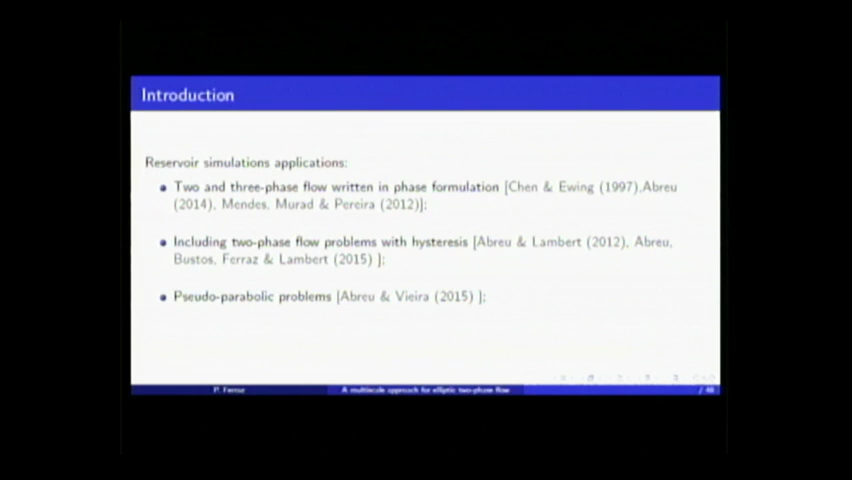 Introduction
Reservoir simulations applications:
Two and three-phase flow written in phase formulation [Chen & Ewing (1997),Abreu
(2014), Mendes, Murad & Pereira (2012)];
Including two-phase flow problems with hysteresis [Abreu & Lambert (2012), Abreu,
Bustos, Ferraz & Lambert (2015) ];
Pseudo-parabolic problems [Abreu & Vieira (2015) ];
P. Ferraz
A multiscale approach for elliptic two-phase flow